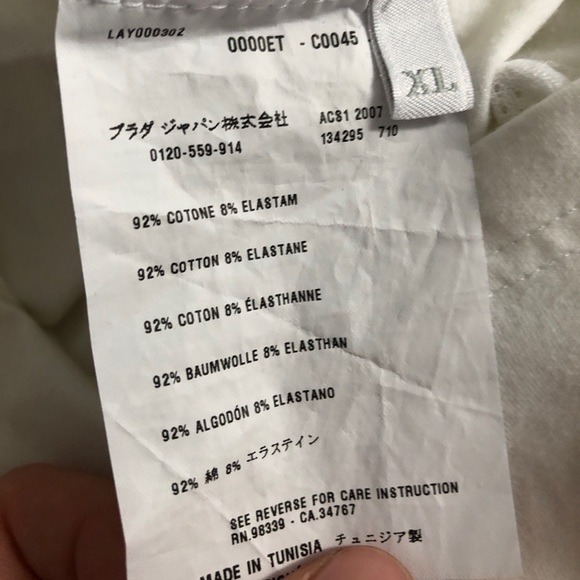 LAY000302
0000ET - C0045
XL
プラダ ジャパン株式会社 AC81 2007
0120-559-914 134295 710
92% COTONE 8% ELASTAM
92% COTTON 8% ELASTANE
92% COTON 8% ÉLASTHANNE
92% BAUMWOLLE 8% ELASTHAN
92% ALGODÓN 8% ELASTANO
92% 綿 8% エラステイン
SEE REVERSE FOR CARE INSTRUCTION
RN.98339 - CA.34767
MADE IN TUNISIA チュニジア製